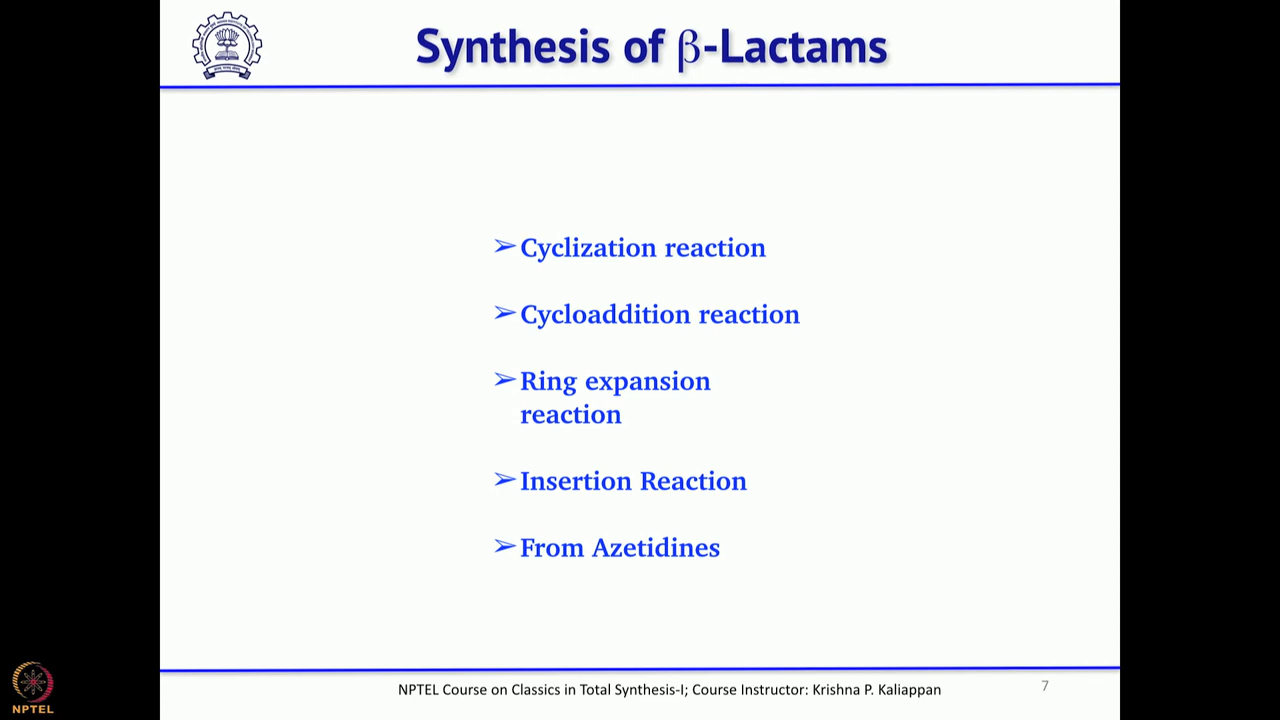 Synthesis of β-Lactams
➢Cyclization reaction
➢Cycloaddition reaction
➢Ring expansion
reaction
➢Insertion Reaction
➢From Azetidines
NPTEL Course on Classics in Total Synthesis-I; Course Instructor: Krishna P. Kaliappan
7
NPTEL